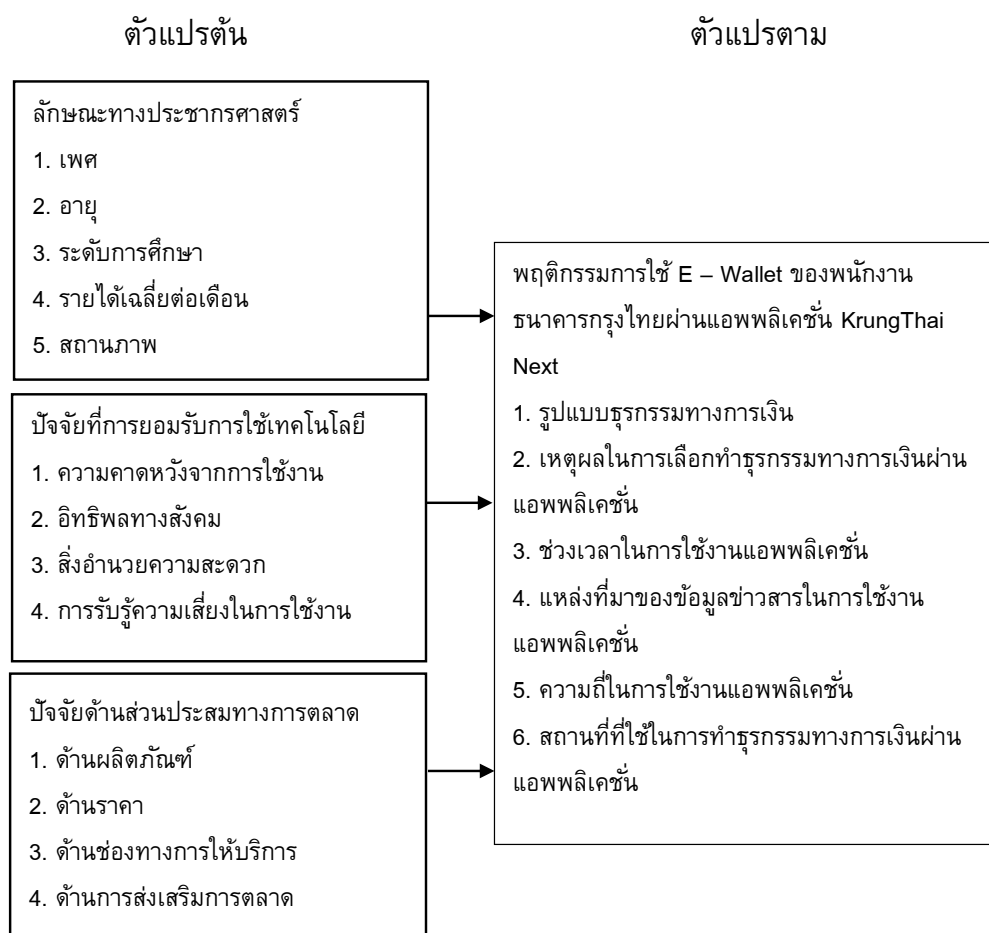 ตัวแปรต้น
ตัวแปรตาม
ลักษณะทางประชากรศาสตร์
1. เพศ
2. อายุ
3. ระดับการศึกษา
4. รายได้เฉลี่ยต่อเดือน
5. สถานภาพ
ปัจจัยที่การยอมรับการใช้เทคโนโลยี
1. ความคาดหวังจากการใช้งาน
2. อิทธิพลทางสังคม
3. สิ่งอำนวยความสะดวก
4. การรับรู้ความเสี่ยงในการใช้งาน
ปัจจัยด้านส่วนประสมทางการตลาด
1. ด้านผลิตภัณฑ์
2. ด้านราคา
3. ด้านช่องทางการให้บริการ
4. ด้านการส่งเสริมการตลาด
พฤติกรรมการใช้ E – Wallet ของพนักงาน
ธนาคารกรุงไทยผ่านแอพพลิเคชั่น KrungThai
Next
1. รูปแบบธุรกรรมทางการเงิน
2. เหตุผลในการเลือกทำธุรกรรมทางการเงินผ่าน
แอพพลิเคชั่น
3. ช่วงเวลาในการใช้งานแอพพลิเคชั่น
4. แหล่งที่มาของข้อมูลข่าวสารในการใช้งาน
แอพพลิเคชั่น
5. ความถี่ในการใช้งานแอพพลิเคชั่น
6. สถานที่ที่ใช้ในการทำธุรกรรมทางการเงินผ่าน
แอพพลิเคชั่น